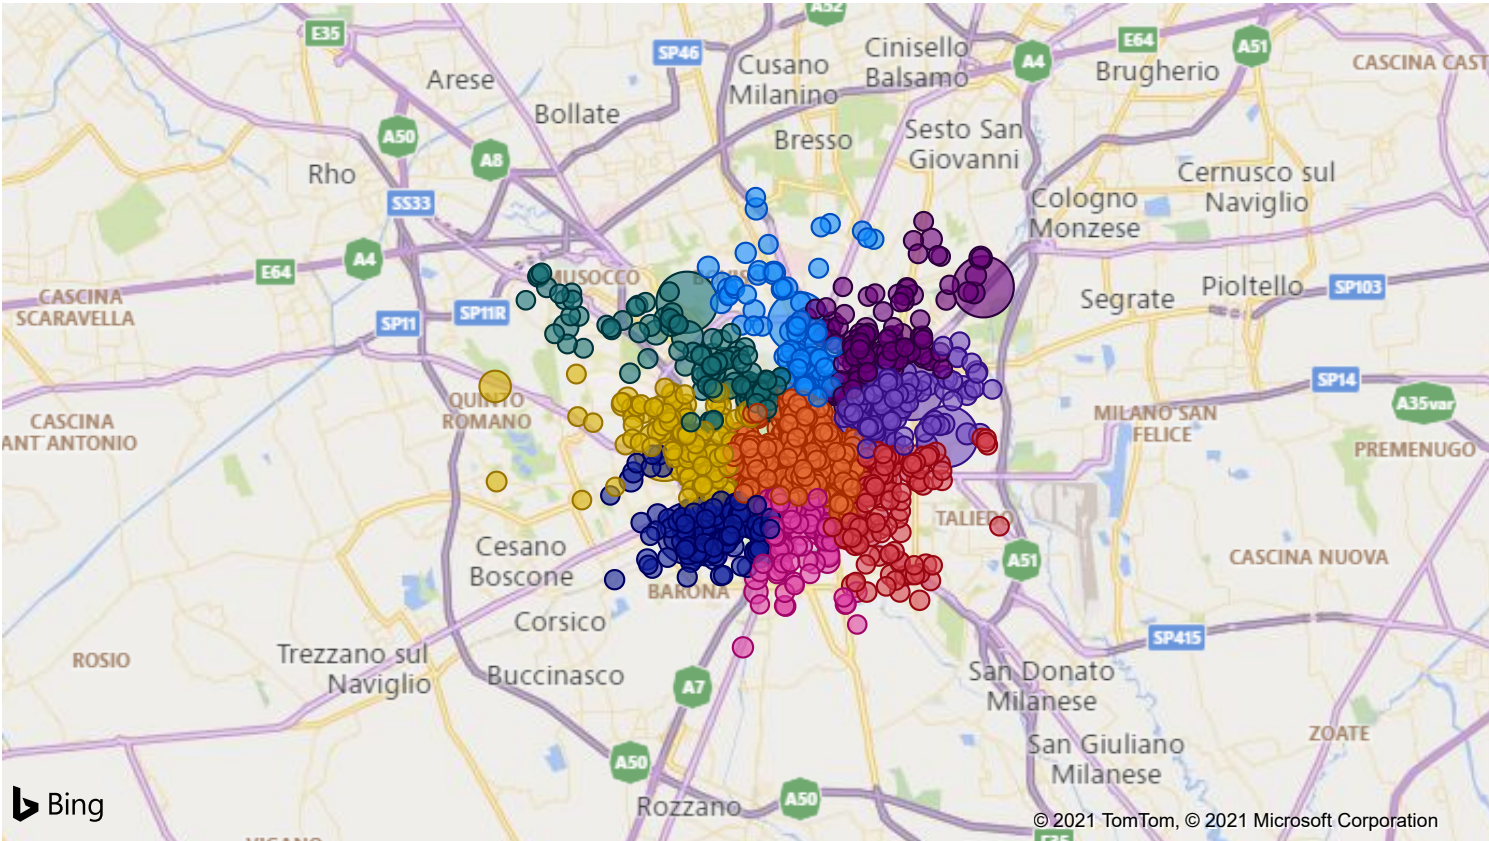 A52
E35
SP46
Cinisello
Balsamo
E64
A51
A4
Cusano
Milanino
Arese
Brugherio
CASCINA CAST
Bollate
A50
Bresso
Sesto San
Giovanni
A8
Rho
Cernusco sul
Naviglio
SS33
Cologno
Monzese
A4
E64
MUSOCCO
CASCINA
SCARAVELLA
SP11R
SP11
Segrate
Pioltello
SP103
SP14
QUINTO
ROMANO
A35var
MILANO SAN
FELICE
CASCINA
ANT'ANTONIO
PREMENUGO
TALIEDO
Cesano
Boscone
A51
CASCINA NUOVA
BARONA
Corsico
SP415
ROSIO
Trezzano sul
Naviglio
Buccinasco
A7
San Donato
Milanese
ZOATE
San Giuliano
Milanese
A50
A50
Rozzano
Bing
© 2021 TomTom, © 2021 Microsoft Corporation